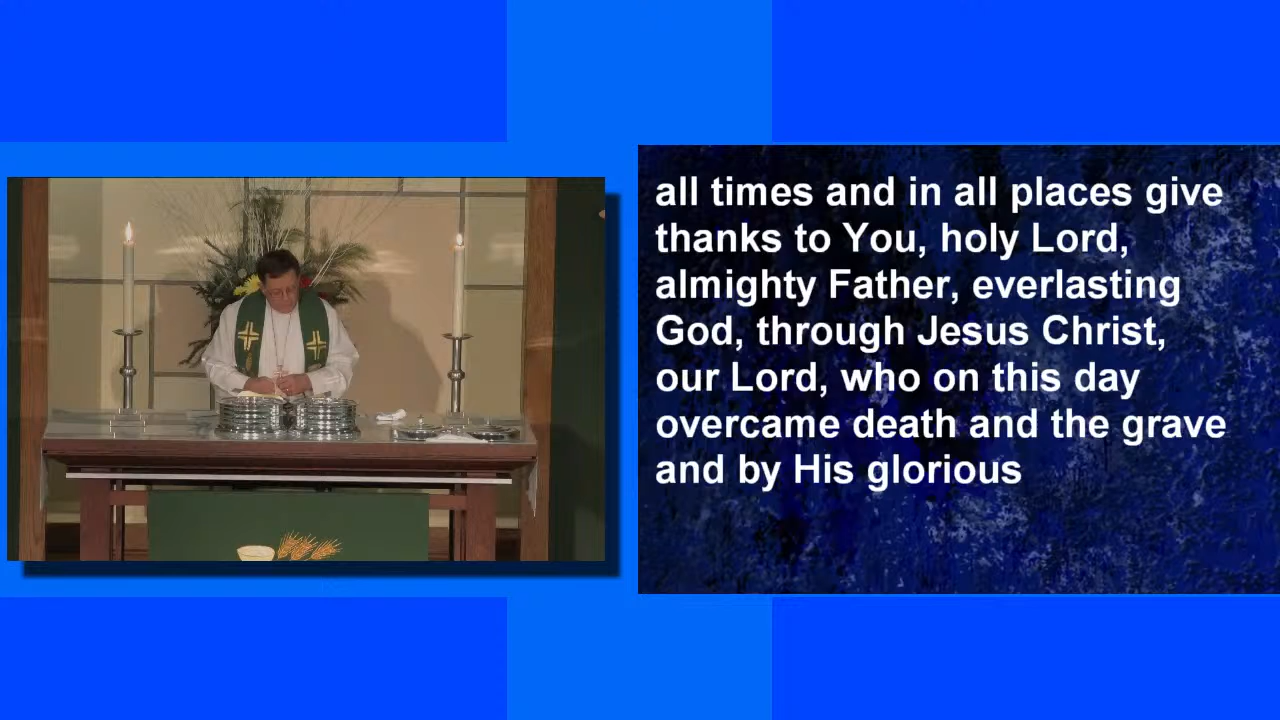 all times and in all places give
thanks to You, holy Lord,
almighty Father, everlasting
God, through Jesus Christ,
our Lord, who on this day
overcame death and the grave
and by His glorious